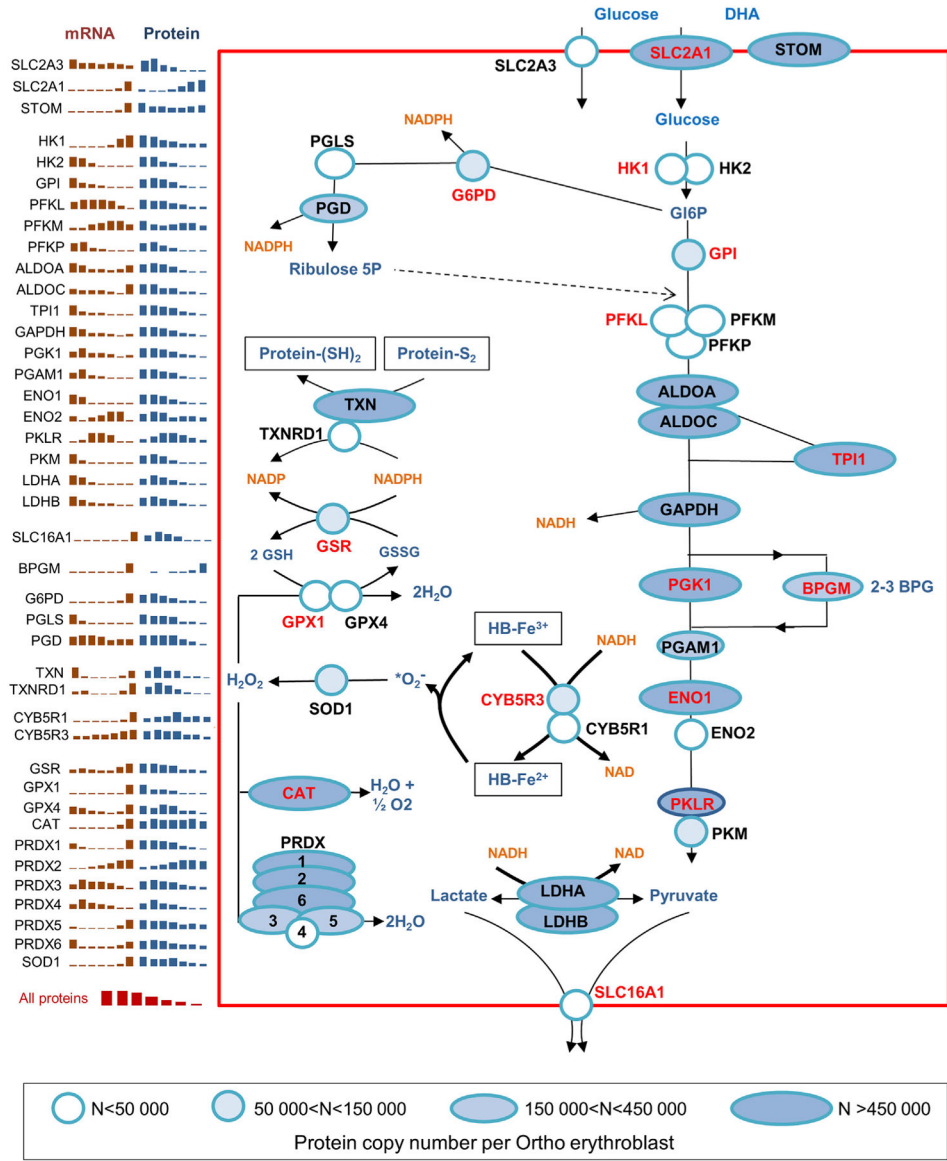 mRNA Protein
SLC2A3
SLC2A1
STOM
HK1
HK2
GPI
PFKL
PFKM
PFKP
ALDOA
ALDOC
TPI1
GAPDH
PGK1
PGAM1
ENO1
ENO2
PKLR
PKM
LDHA
LDHB
SLC16A1
BPGM
G6PD
PGLS
PGD
TXN
TXNRD1
CYB5R1
CYB5R3
GSR
GPX1
GPX4
CAT
PRDX1
PRDX2
PRDX3
PRDX4
PRDX5
PRDX6
SOD1
All proteins
Glucose DHA
SLC2A3 SLC2A1 STOM
Glucose
NADPH
PGLS
HK1 HK2
G6PD
PGD
Gl6P
NADPH
GPI
Ribulose 5P
PFKL PFKM
PFKP
Protein-(SH)2 Protein-S2
ALDOA
TXN
ALDOC
TXNRD1
TPI1
NADP NADPH
GAPDH
NADH
GSR
2 GSH GSSG
PGK1 BPGM 2-3 BPG
2H2O
GPX1 GPX4
HB-Fe3+ NADH
PGAM1
H2O2 *O2-
SOD1
CYB5R3 ENO1
CYB5R1 ENO2
HB-Fe2+ NAD
CAT H2O +
½ O2
PKLR
PKM
PRDX
1
2
6
3 5
4
2H2O
NADH NAD
Lactate LDHA Pyruvate
LDHB
SLC16A1
N<50 000 50 000<N<150 000 150 000<N<450 000 N >450 000
Protein copy number per Ortho erythroblast